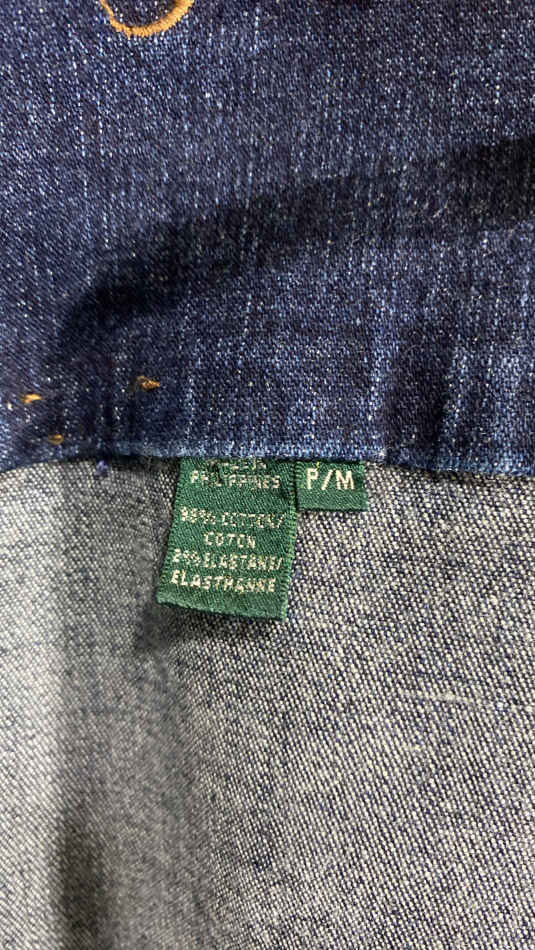 PHILIPPINES
P/M
98% COTTON/
COTON
2% ELASTANE/
ELASTHANNE